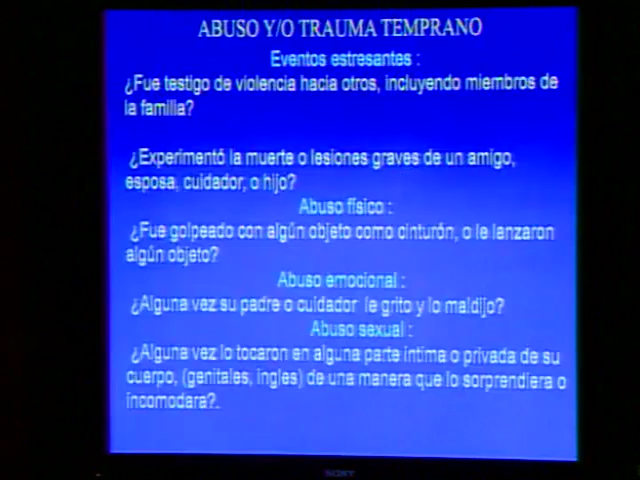 ABUSO Y/O TRAUMA TEMPRANO
Eventos estresantes :
¿Fue testigo de violencia hacia otros, incluyendo miembros de
la familia?
¿Experimentó la muerte o lesiones graves de un amigo,
esposa, cuidador, o hijo?
Abuso físico :
¿Fue golpeado con algún objeto como cinturón, o le lanzaron
algún objeto?
Abuso emocional :
¿Alguna vez su padre o cuidador le grito y lo maldijo?
Abuso sexual :
¿Alguna vez lo tocaron en alguna parte íntima o privada de su
cuerpo, (genitales, ingles) de una manera que lo sorprendiera o
incomodara?.
SONY